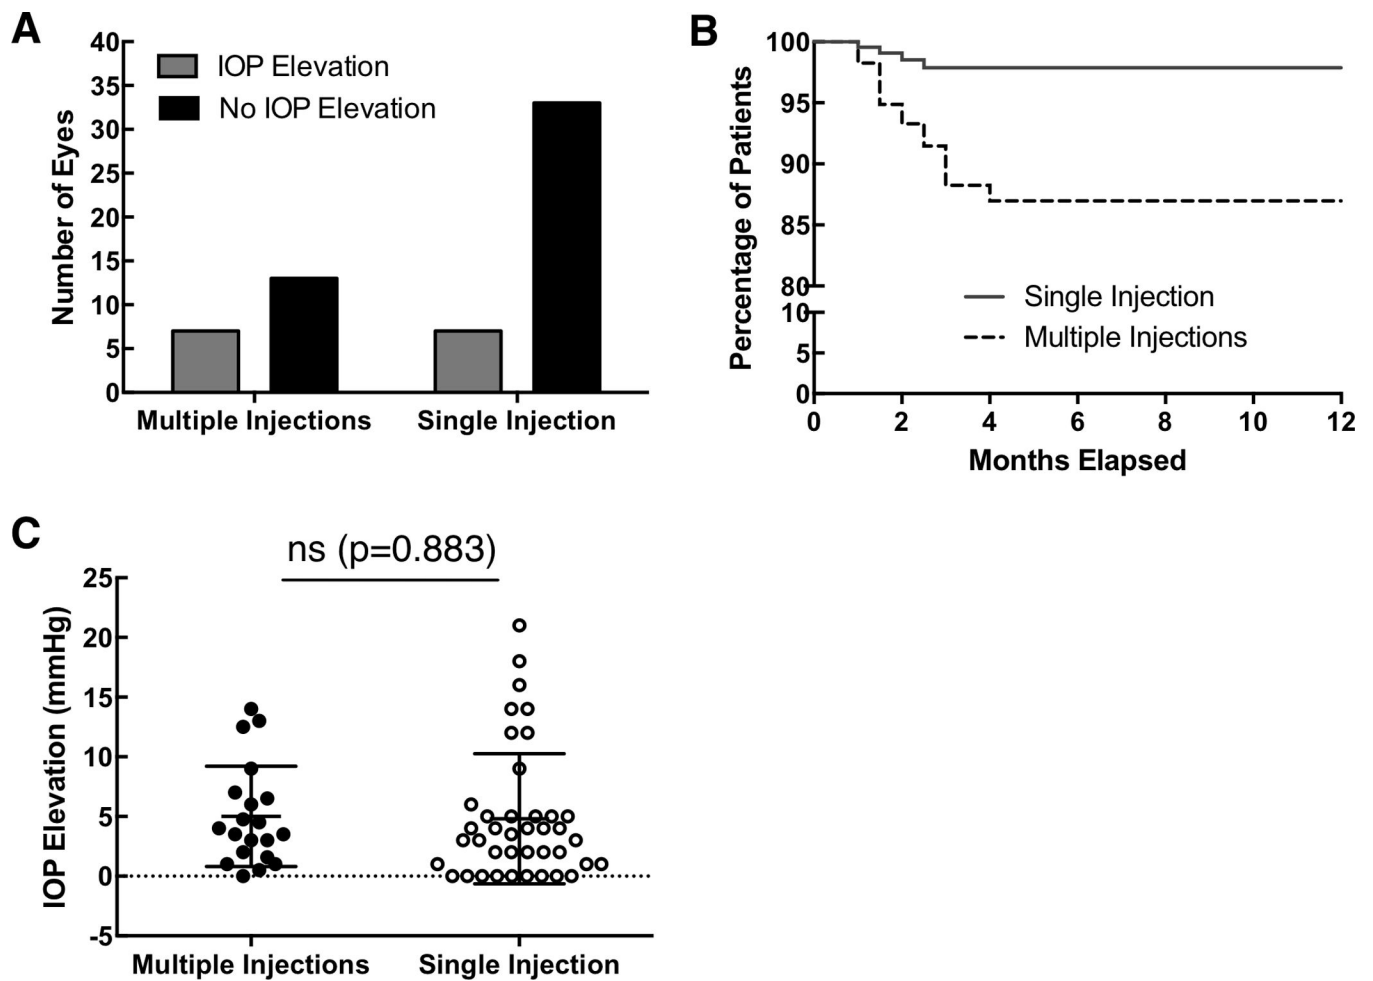 A
40
35
30
25
20
15
10
5
0
Number of Eyes
IOP Elevation
No IOP Elevation
Multiple Injections
Single Injection
B
100
95
90
85
80
10
5
0
Percentage of Patients
Single Injection
Multiple Injections
0 2 4 6 8 10 12
Months Elapsed
C
ns (p=0.883)
25
20
15
10
5
0
-5
IOP Elevation (mmHg)
Multiple Injections
Single Injection